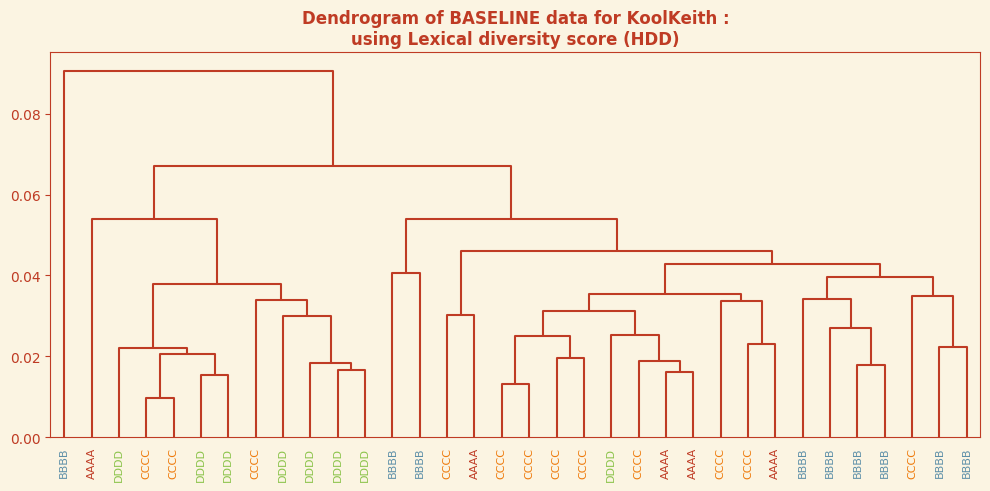 Dendrogram of BASELINE data for KoolKeith :
using Lexical diversity score (HDD)
0.08
0.06
0.04
0.02
0.00
BBBB AAAA DDDD CCCC CCCC DDDD DDDD CCCC DDDD DDDD DDDD DDDD BBBB BBBB CCCC AAAA CCCC CCCC CCCC CCCC DDDD CCCC AAAA AAAA CCCC CCCC AAAA BBBB BBBB BBBB BBBB CCCC BBBB BBBB